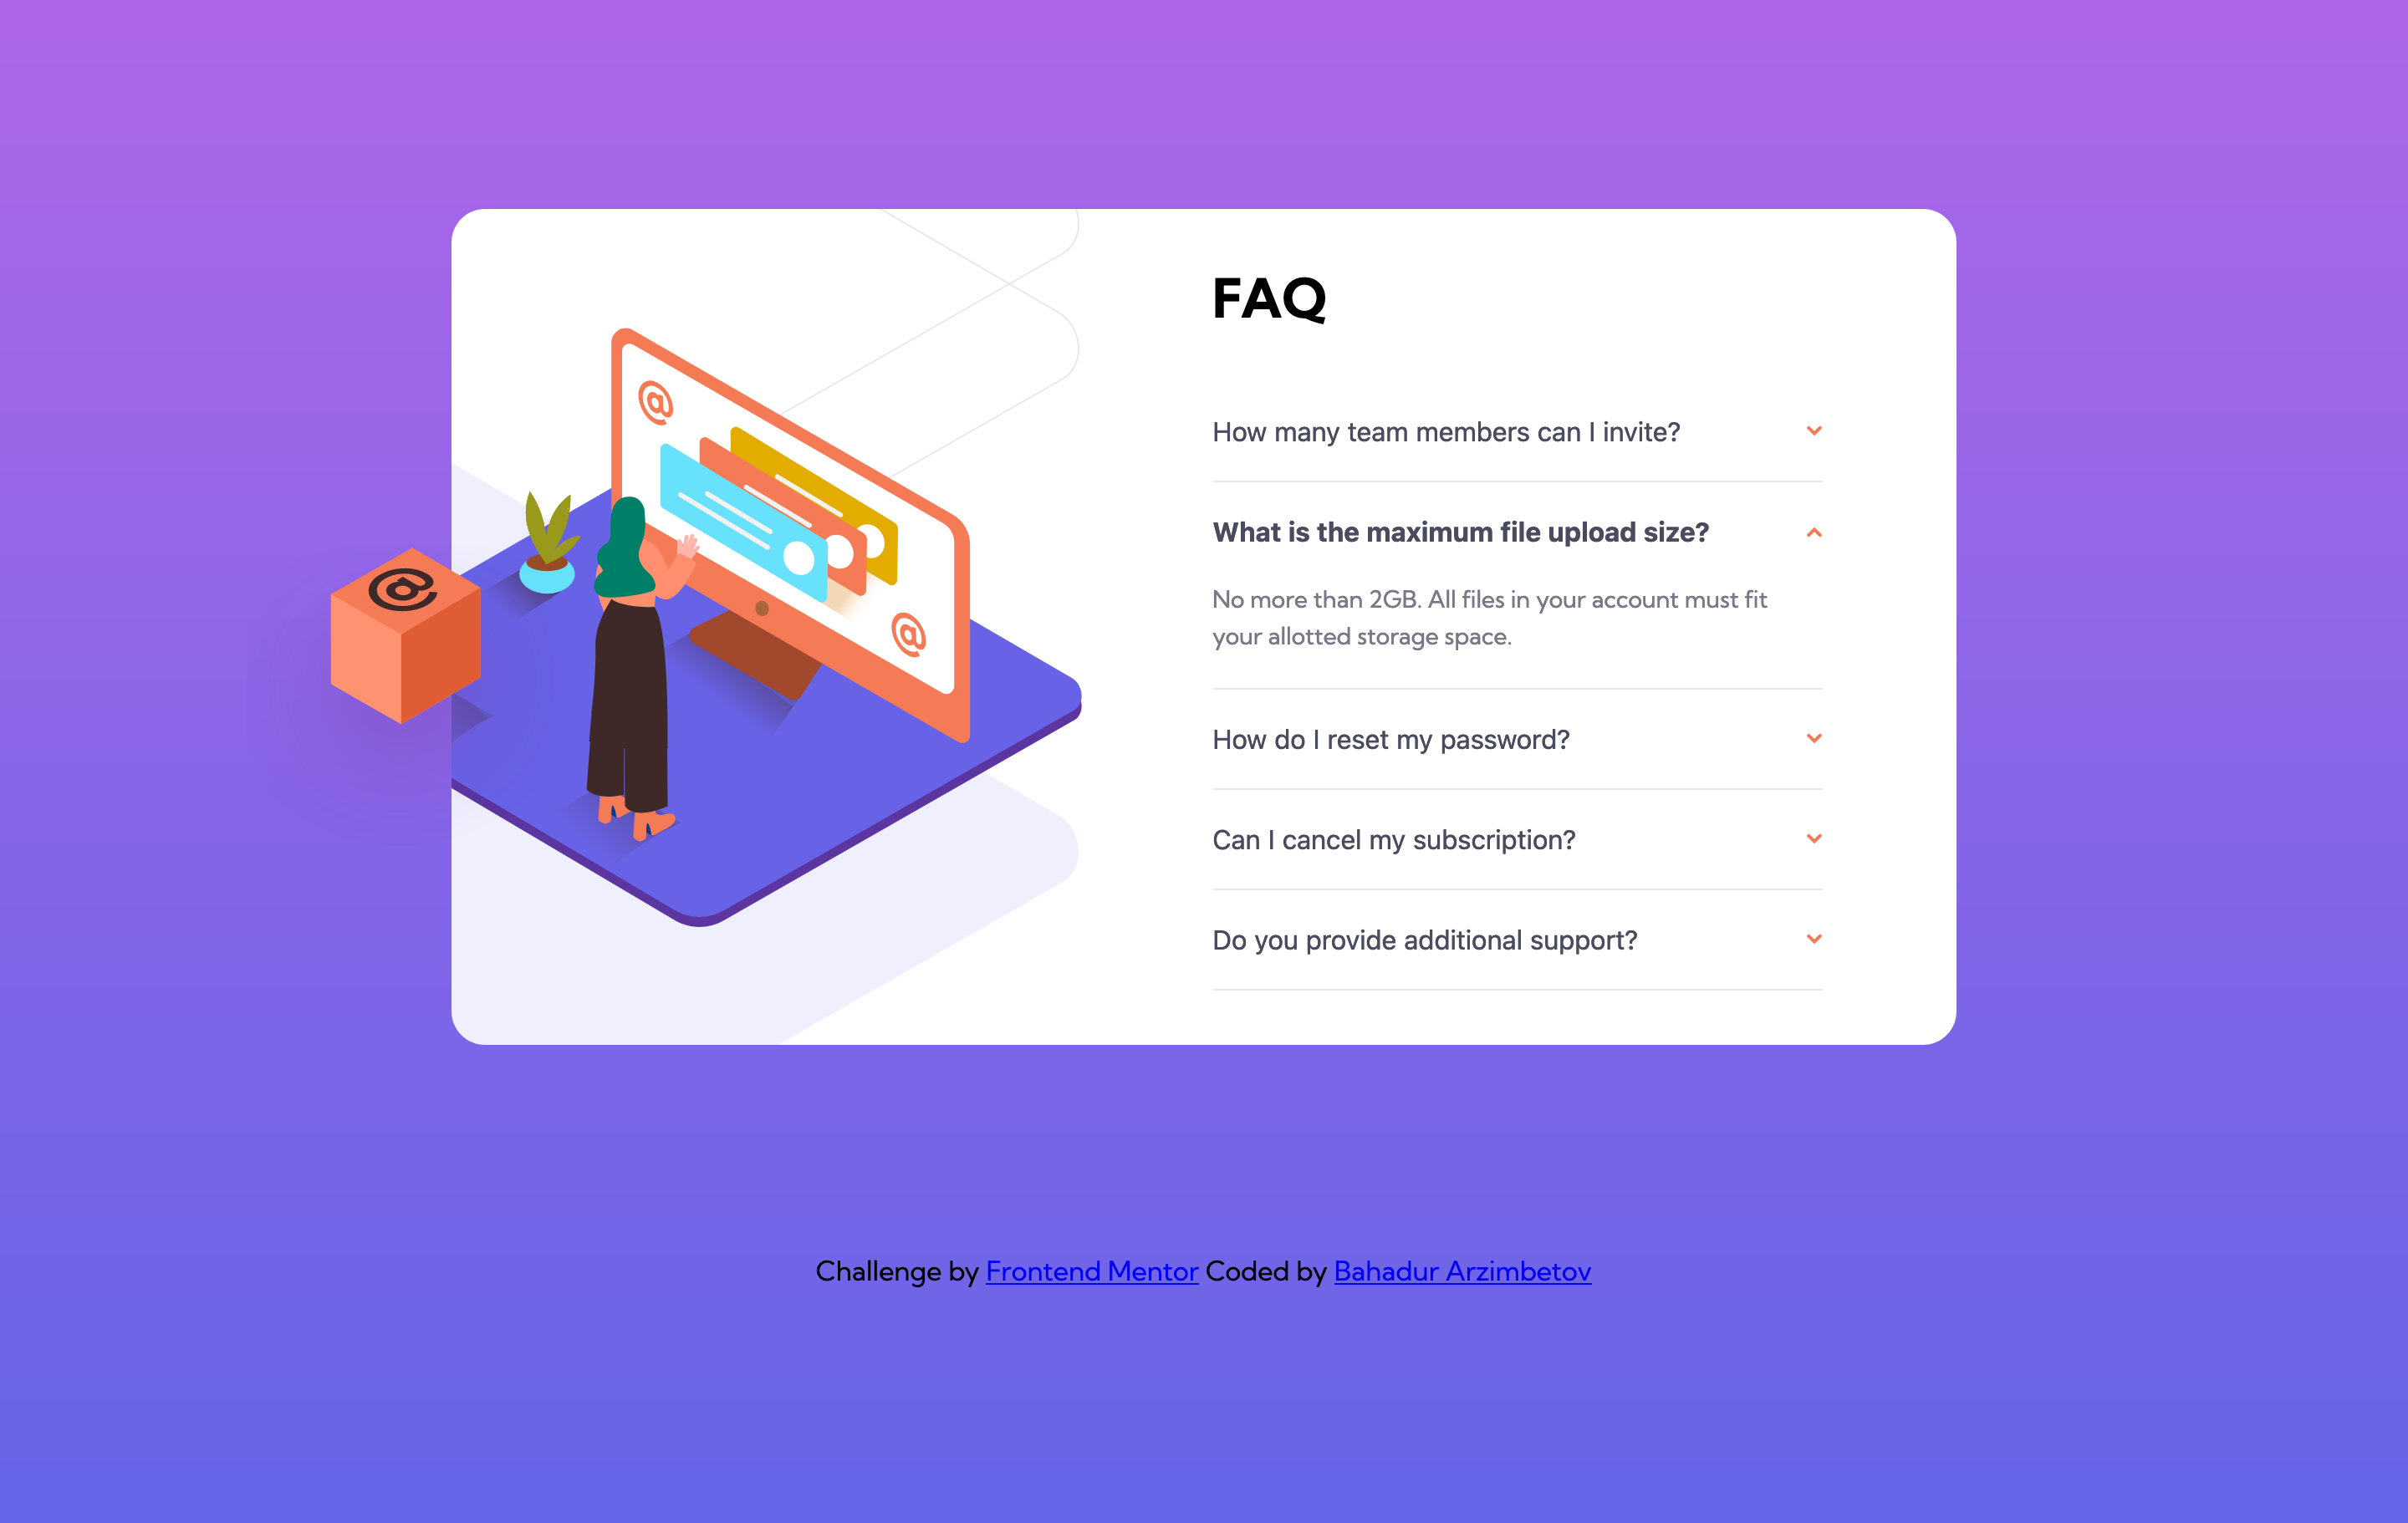 FAQ
How many team members can I invite?
What is the maximum file upload size?
No more than 2GB. All files in your account must fit
your allotted storage space.
How do I reset my password?
Can I cancel my subscription?
Do you provide additional support?
@
@
@
Challenge by Frontend Mentor Coded by Bahadur Arzimbetov